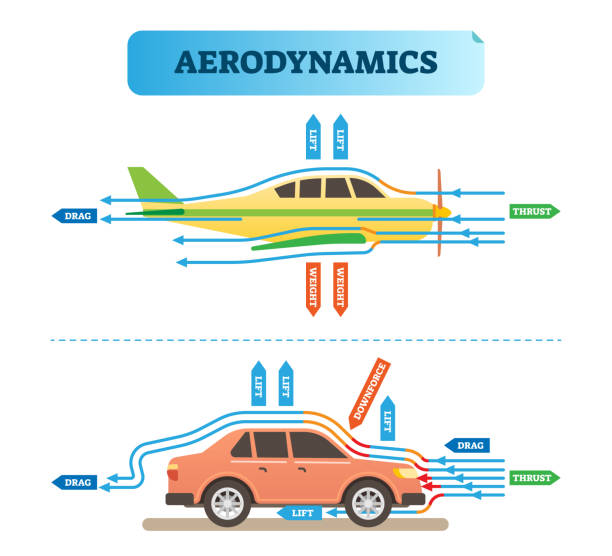 AERODYNAMICS
LIFT
LIFT
DRAG
THRUST
WEIGHT
WEIGHT
LIFT
LIFT
DOWNFORCE
LIFT
DRAG
DRAG
THRUST
LIFT